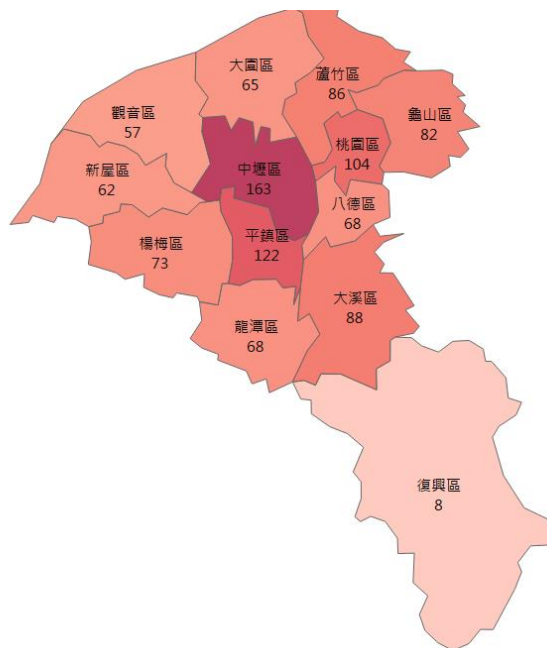 大園區
65
蘆竹區
86
觀音區
57
龜山區
82
桃園區
104
新屋區
62
中壢區
163
八德區
68
平鎮區
122
楊梅區
73
大溪區
88
龍潭區
68
復興區
8